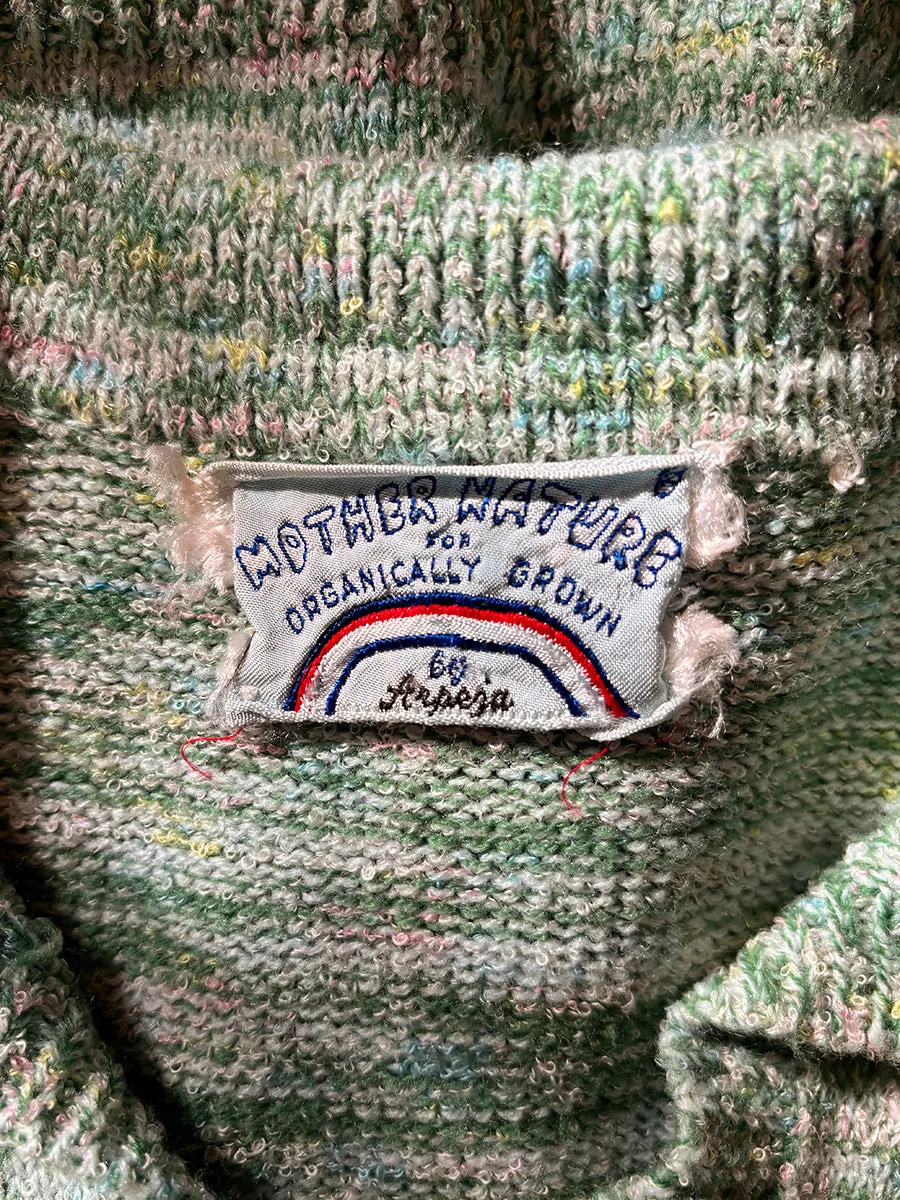 MOTHER NATURE ®
FOR
ORGANICALLY GROWN
by
Arpeja